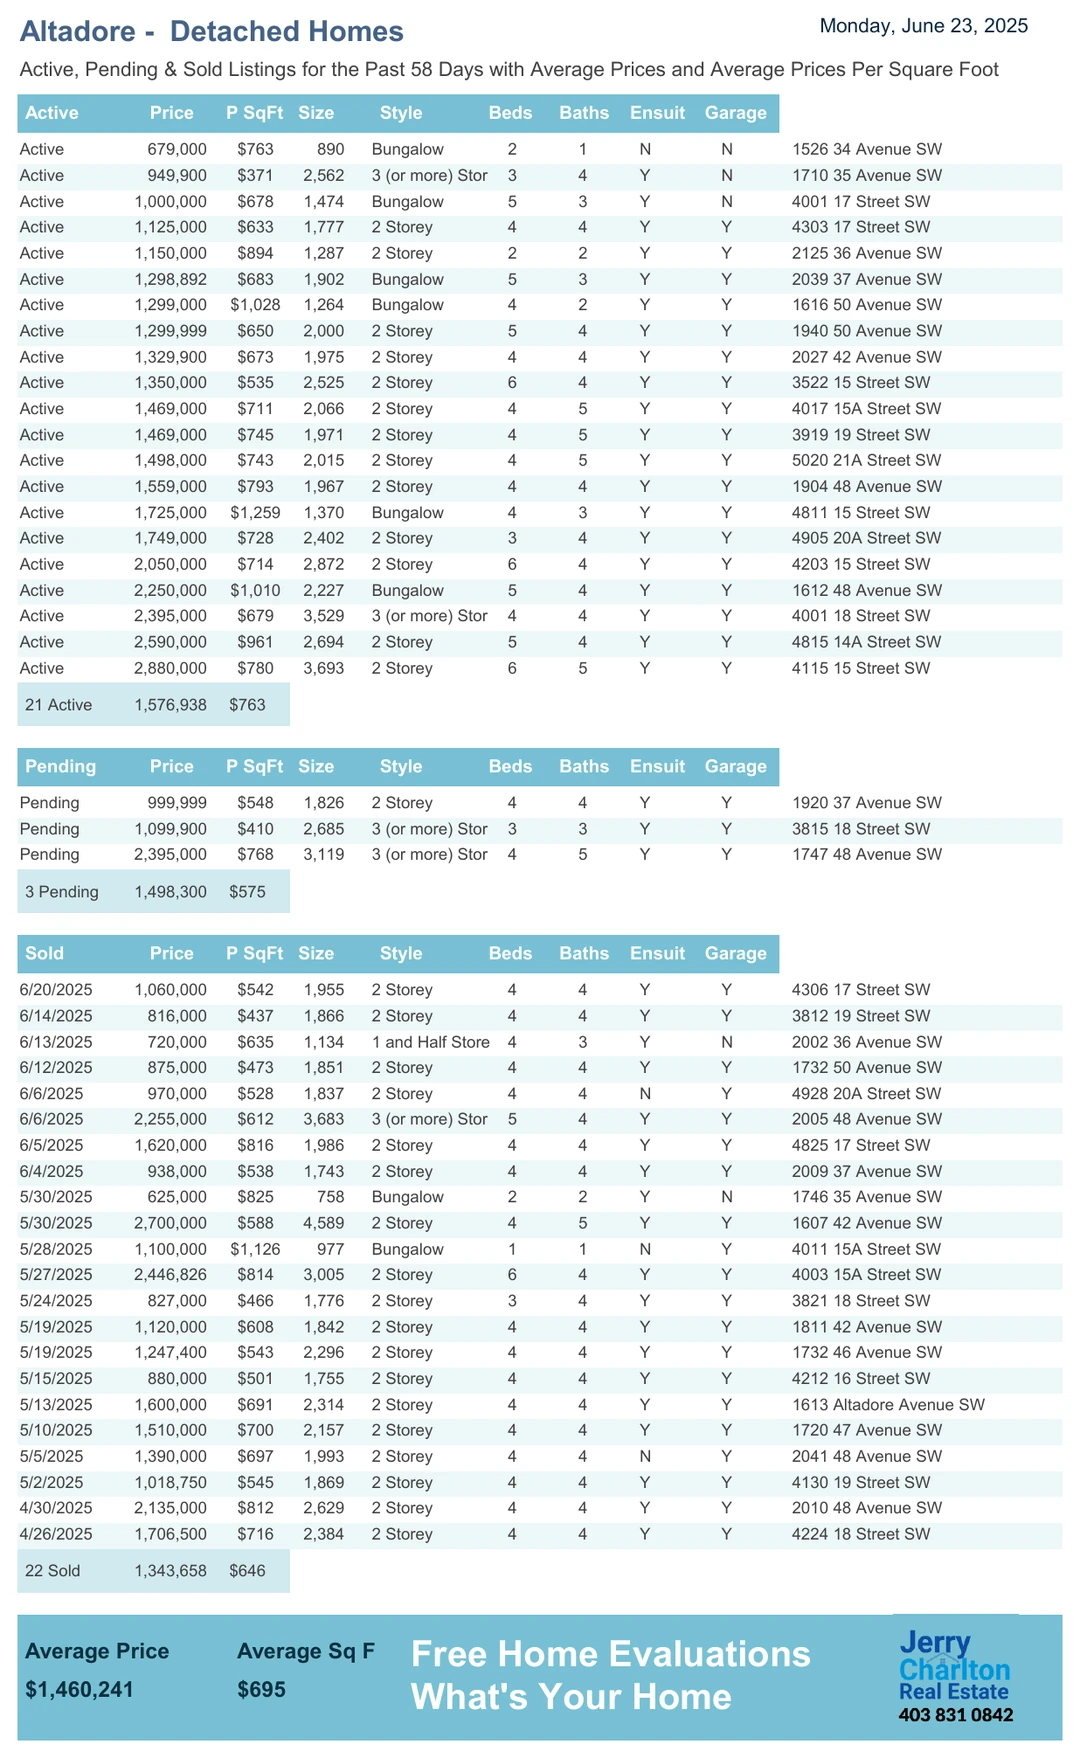 Altadore -  Detached Homes
Monday, June 23, 2025
Active, Pending & Sold Listings for the Past 58 Days with Average Prices and Average Prices Per Square Foot
Active Price P SqFt Size Style Beds Baths Ensuit Garage
Active 679,000 $763 890 Bungalow 2 1 N N 1526 34 Avenue SW
Active 949,900 $371 2,562 3 (or more) Stor 3 4 Y N 1710 35 Avenue SW
Active 1,000,000 $678 1,474 Bungalow 5 3 Y N 4001 17 Street SW
Active 1,125,000 $633 1,777 2 Storey 4 4 Y Y 4303 17 Street SW
Active 1,150,000 $894 1,287 2 Storey 2 2 Y Y 2125 36 Avenue SW
Active 1,298,892 $683 1,902 Bungalow 5 3 Y Y 2039 37 Avenue SW
Active 1,299,000 $1,028 1,264 Bungalow 4 2 Y Y 1616 50 Avenue SW
Active 1,299,999 $650 2,000 2 Storey 5 4 Y Y 1940 50 Avenue SW
Active 1,329,900 $673 1,975 2 Storey 4 4 Y Y 2027 42 Avenue SW
Active 1,350,000 $535 2,525 2 Storey 6 4 Y Y 3522 15 Street SW
Active 1,469,000 $711 2,066 2 Storey 4 5 Y Y 4017 15A Street SW
Active 1,469,000 $745 1,971 2 Storey 4 5 Y Y 3919 19 Street SW
Active 1,498,000 $743 2,015 2 Storey 4 5 Y Y 5020 21A Street SW
Active 1,559,000 $793 1,967 2 Storey 4 4 Y Y 1904 48 Avenue SW
Active 1,725,000 $1,259 1,370 Bungalow 4 3 Y Y 4811 15 Street SW
Active 1,749,000 $728 2,402 2 Storey 3 4 Y Y 4905 20A Street SW
Active 2,050,000 $714 2,872 2 Storey 6 4 Y Y 4203 15 Street SW
Active 2,250,000 $1,010 2,227 Bungalow 5 4 Y Y 1612 48 Avenue SW
Active 2,395,000 $679 3,529 3 (or more) Stor 4 4 Y Y 4001 18 Street SW
Active 2,590,000 $961 2,694 2 Storey 5 4 Y Y 4815 14A Street SW
Active 2,880,000 $780 3,693 2 Storey 6 5 Y Y 4115 15 Street SW
21 Active 1,576,938 $763
Pending Price P SqFt Size Style Beds Baths Ensuit Garage
Pending 999,999 $548 1,826 2 Storey 4 4 Y Y 1920 37 Avenue SW
Pending 1,099,900 $410 2,685 3 (or more) Stor 3 3 Y Y 3815 18 Street SW
Pending 2,395,000 $768 3,119 3 (or more) Stor 4 5 Y Y 1747 48 Avenue SW
3 Pending 1,498,300 $575
Sold Price P SqFt Size Style Beds Baths Ensuit Garage
6/20/2025 1,060,000 $542 1,955 2 Storey 4 4 Y Y 4306 17 Street SW
6/14/2025 816,000 $437 1,866 2 Storey 4 4 Y Y 3812 19 Street SW
6/13/2025 720,000 $635 1,134 1 and Half Store 4 3 Y N 2002 36 Avenue SW
6/12/2025 875,000 $473 1,851 2 Storey 4 4 Y Y 1732 50 Avenue SW
6/6/2025 970,000 $528 1,837 2 Storey 4 4 N Y 4928 20A Street SW
6/6/2025 2,255,000 $612 3,683 3 (or more) Stor 5 4 Y Y 2005 48 Avenue SW
6/5/2025 1,620,000 $816 1,986 2 Storey 4 4 Y Y 4825 17 Street SW
6/4/2025 938,000 $538 1,743 2 Storey 4 4 Y Y 2009 37 Avenue SW
5/30/2025 625,000 $825 758 Bungalow 2 2 Y N 1746 35 Avenue SW
5/30/2025 2,700,000 $588 4,589 2 Storey 4 5 Y Y 1607 42 Avenue SW
5/28/2025 1,100,000 $1,126 977 Bungalow 1 1 N Y 4011 15A Street SW
5/27/2025 2,446,826 $814 3,005 2 Storey 6 4 Y Y 4003 15A Street SW
5/24/2025 827,000 $466 1,776 2 Storey 3 4 Y Y 3821 18 Street SW
5/19/2025 1,120,000 $608 1,842 2 Storey 4 4 Y Y 1811 42 Avenue SW
5/19/2025 1,247,400 $543 2,296 2 Storey 4 4 Y Y 1732 46 Avenue SW
5/15/2025 880,000 $501 1,755 2 Storey 4 4 Y Y 4212 16 Street SW
5/13/2025 1,600,000 $691 2,314 2 Storey 4 4 Y Y 1613 Altadore Avenue SW
5/10/2025 1,510,000 $700 2,157 2 Storey 4 4 Y Y 1720 47 Avenue SW
5/5/2025 1,390,000 $697 1,993 2 Storey 4 4 N Y 2041 48 Avenue SW
5/2/2025 1,018,750 $545 1,869 2 Storey 4 4 Y Y 4130 19 Street SW
4/30/2025 2,135,000 $812 2,629 2 Storey 4 4 Y Y 2010 48 Avenue SW
4/26/2025 1,706,500 $716 2,384 2 Storey 4 4 Y Y 4224 18 Street SW
22 Sold 1,343,658 $646
Average Price Average Sq F
$1,460,241 $695
Free Home Evaluations
What's Your Home
Jerry
Charlton
Real Estate
403 831 0842